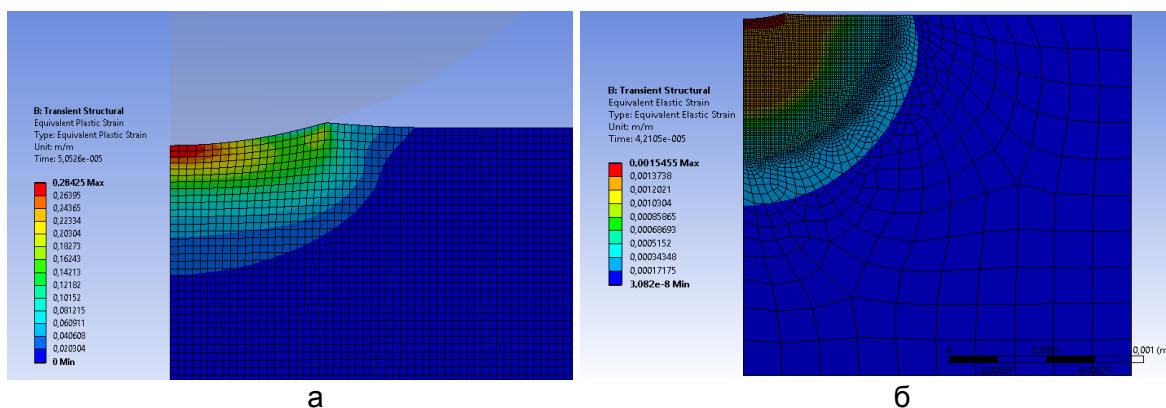 B: Transient Structural
Equivalent Plastic Strain
Type: Equivalent Plastic Strain
Unit: m/m
Time: 5,0526e-005
0,28425 Max
0,26395
0,24365
0,22334
0,20304
0,18273
0,16243
0,14213
0,12182
0,10152
0,081215
0,060911
0,040608
0,020304
0 Min
а
B: Transient Structural
Equivalent Elastic Strain
Type: Equivalent Elastic Strain
Unit: m/m
Time: 4,2105e-005
0,0015455 Max
0,0013738
0,0012021
0,0010304
0,00085865
0,00068693
0,0005152
0,00034348
0,00017175
3,082e-8 Min
0
0,001 (m
б